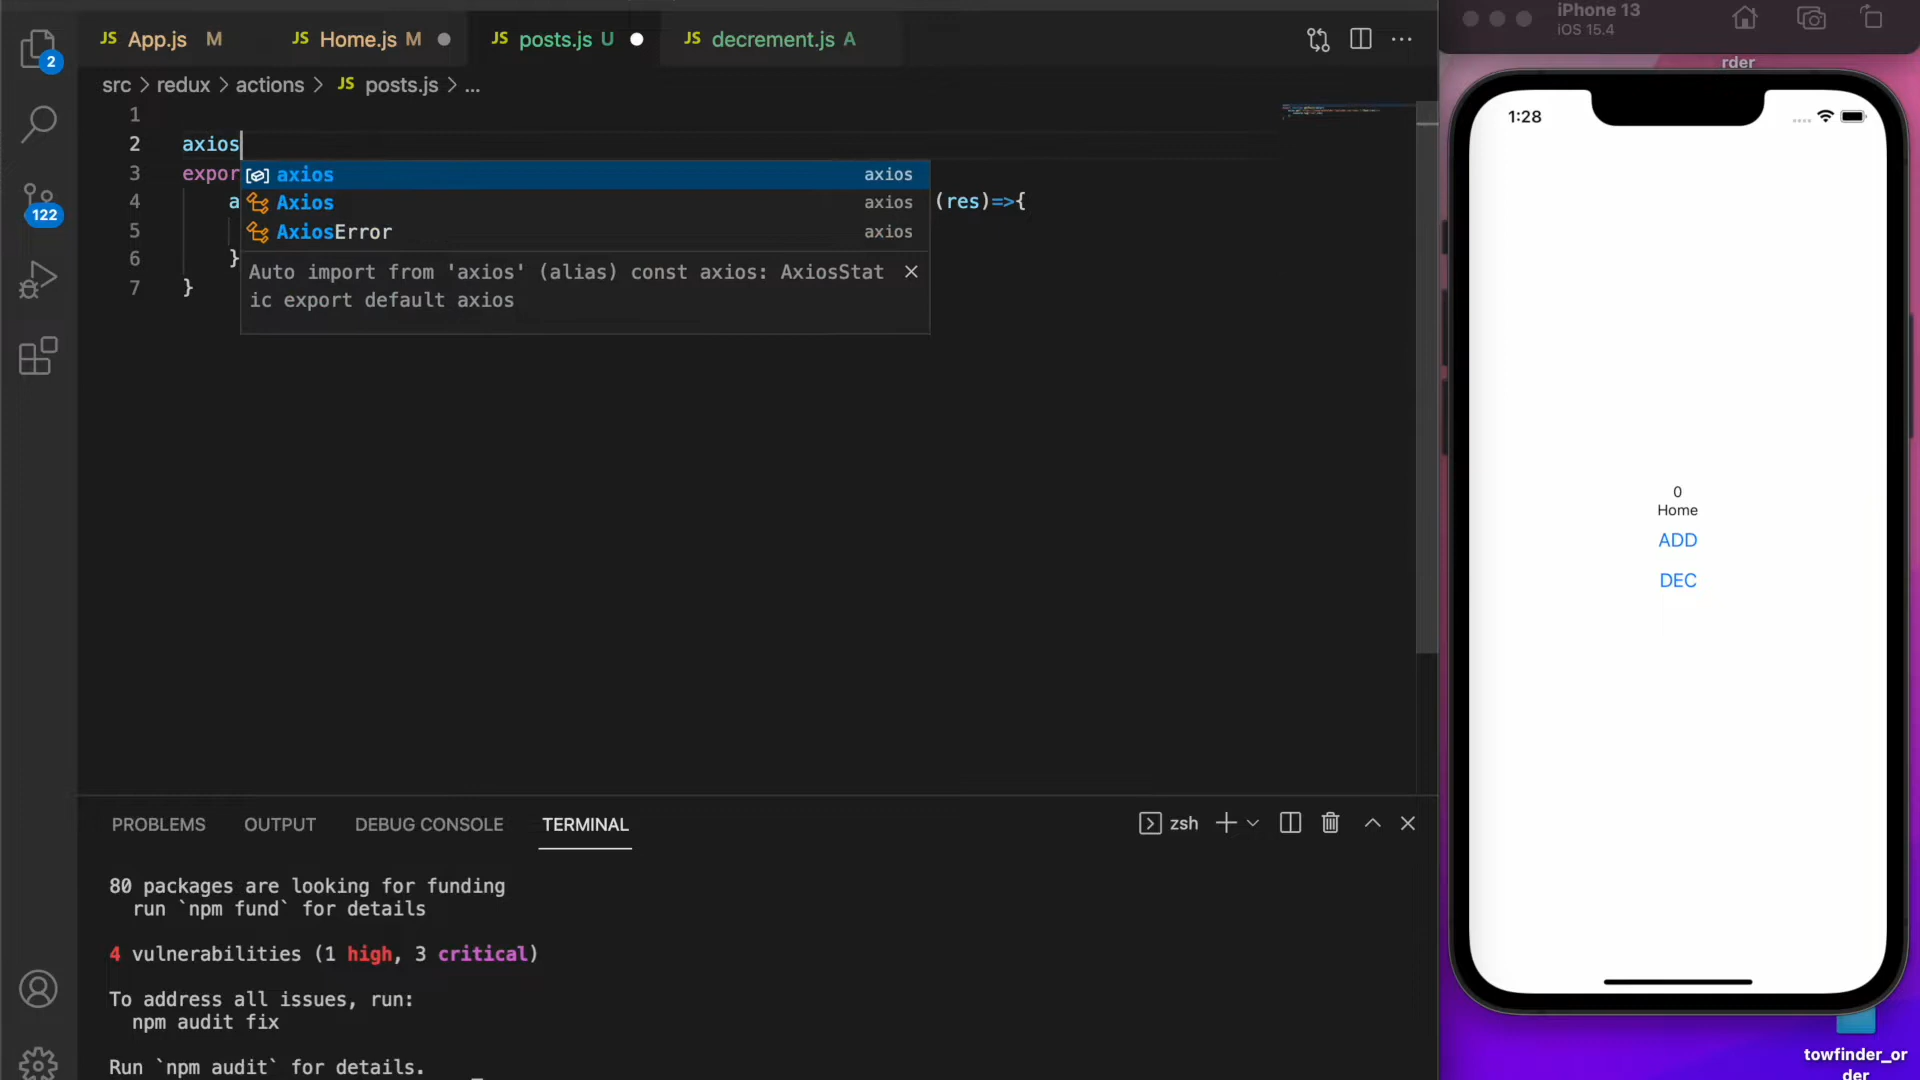 JS App.js M JS Home.js M JS posts.js U JS decrement.js A
src > redux > actions > JS posts.js > ...
1
2 axios
3 expor
4 a (res)=>{
5
6 }
7 }
axios axios
Axios axios
AxiosError axios
Auto import from 'axios' (alias) const axios: AxiosStat
ic export default axios
2
122
PROBLEMS OUTPUT DEBUG CONSOLE TERMINAL zsh
80 packages are looking for funding
run `npm fund` for details
4 vulnerabilities (1 high, 3 critical)
To address all issues, run:
npm audit fix
Run `npm audit` for details.
iPhone 13
iOS 15.4
rder
1:28
0
Home
ADD
DEC
towfinder_or
der